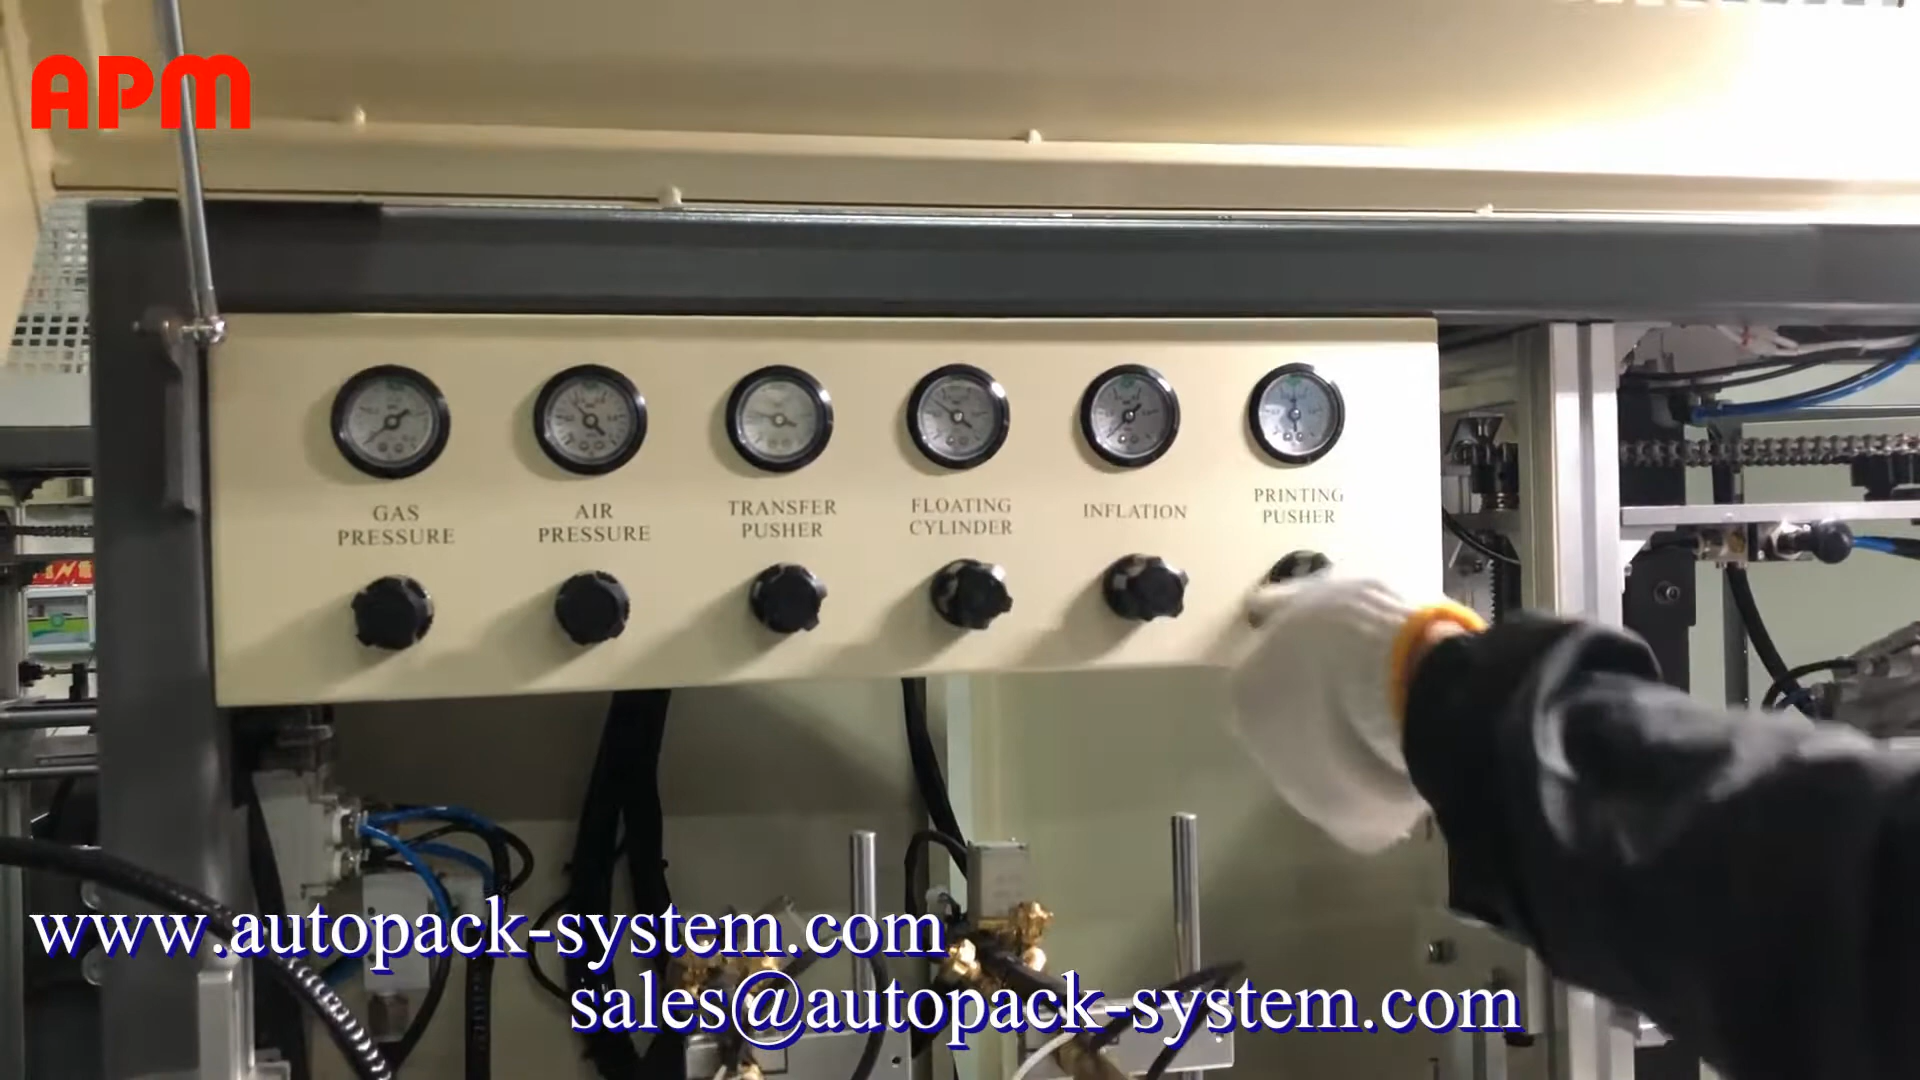 APM
GAS
PRESSURE
AIR
PRESSURE
TRANSFER
PUSHER
FLOATING
CYLINDER
INFLATION
PRINTING
PUSHER
www.autopack-system.com
sales@autopack-system.com